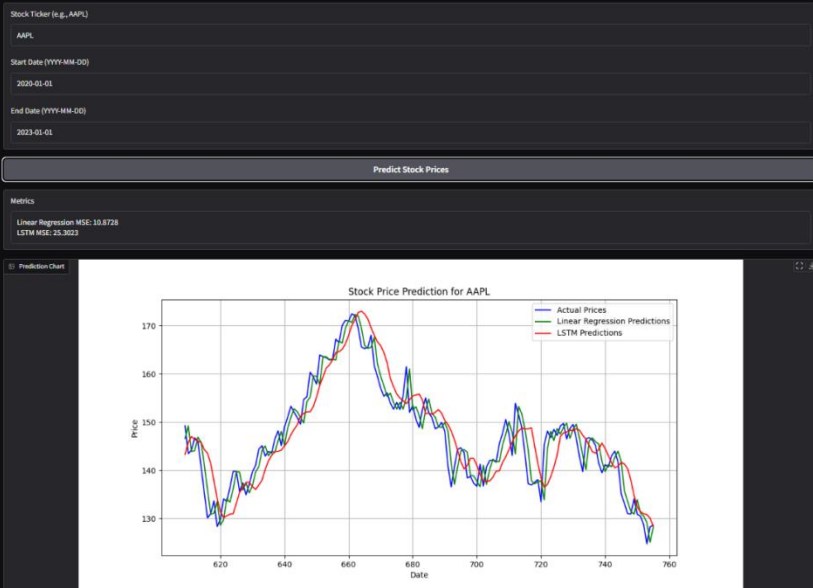 Stock Ticker (e.g., AAPL)
AAPL
Start Date (YYYY-MM-DD)
2020-01-01
End Date (YYYY-MM-DD)
2023-01-01
Predict Stock Prices
Metrics
Linear Regression MSE: 10.8728
LSTM MSE: 25.3023
Prediction Chart
Stock Price Prediction for AAPL
Actual Prices
Linear Regression Predictions
LSTM Predictions
170
160
150
140
130
Price
620 640 660 680 700 720 740 760
Date